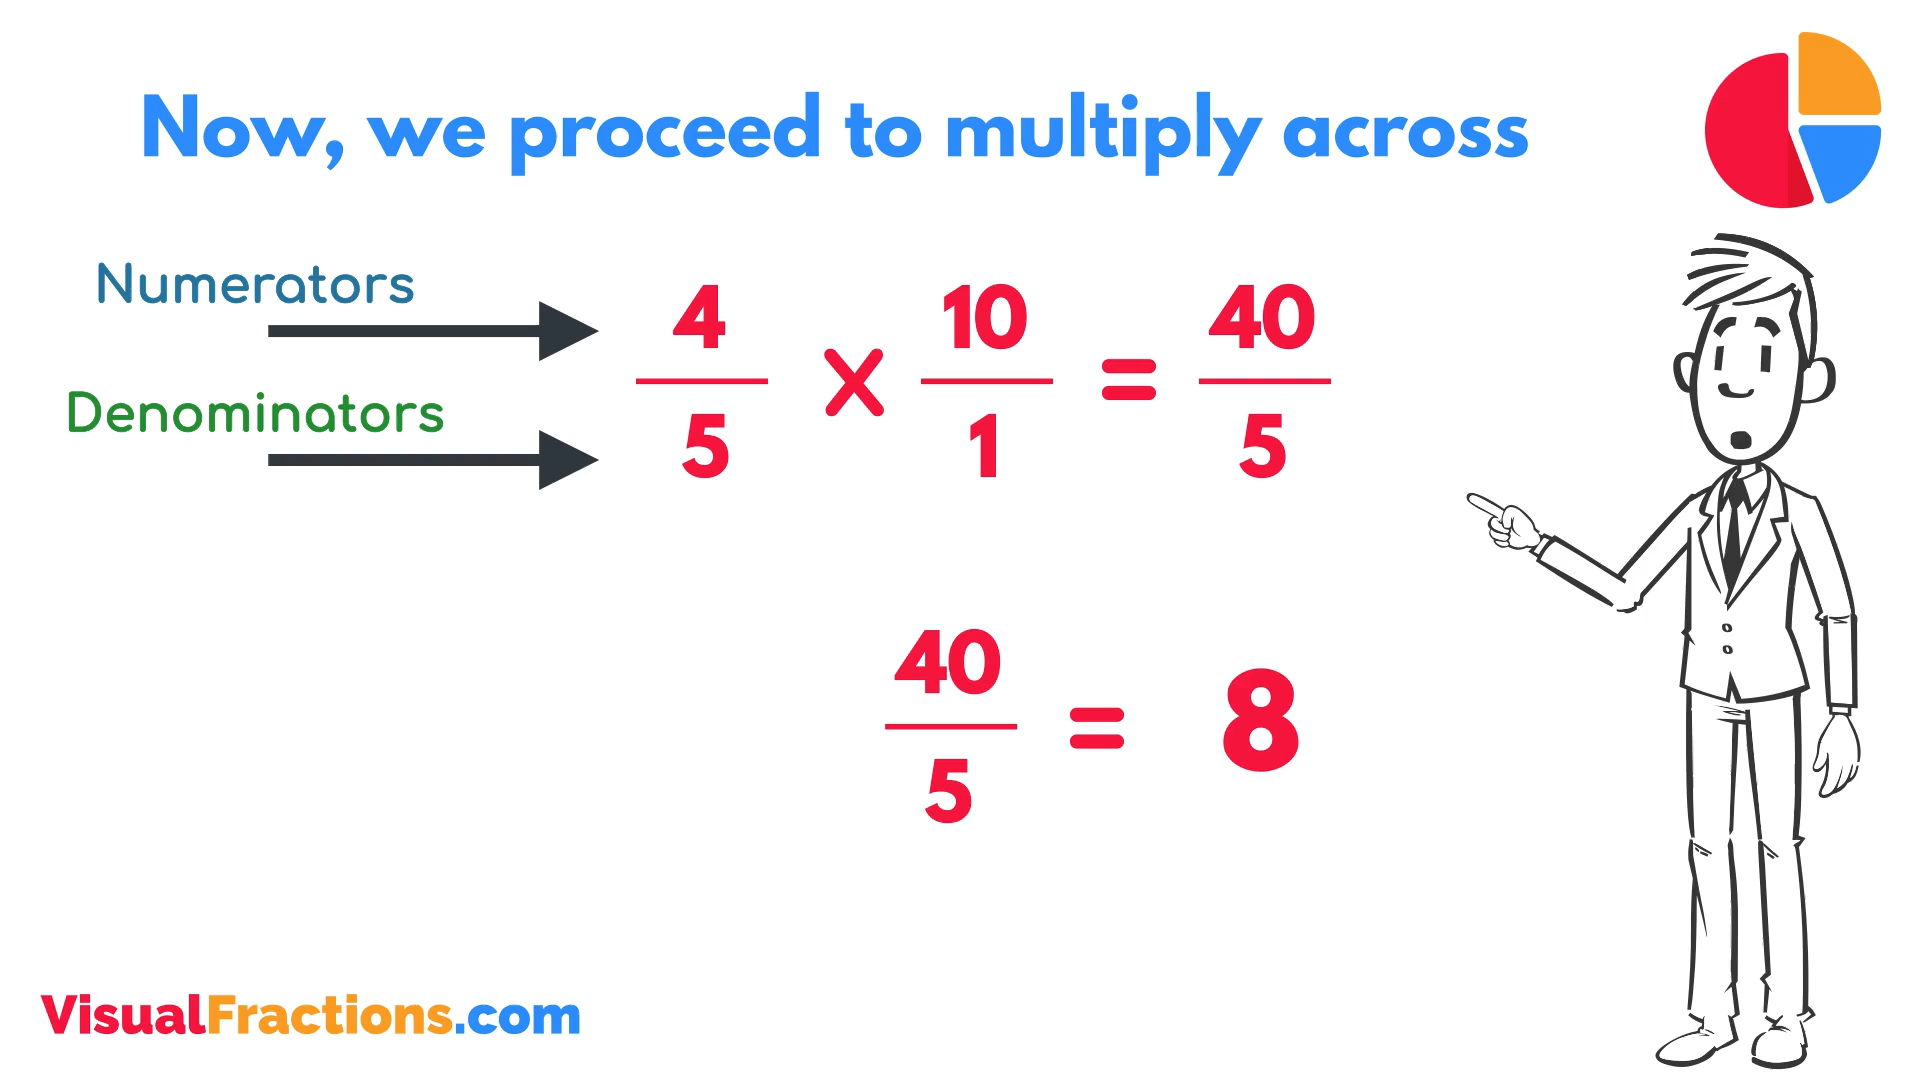 Now, we proceed to multiply across
Numerators
Denominators
4/5 x 10/1 = 40/5
40/5 = 8
VisualFractions.com